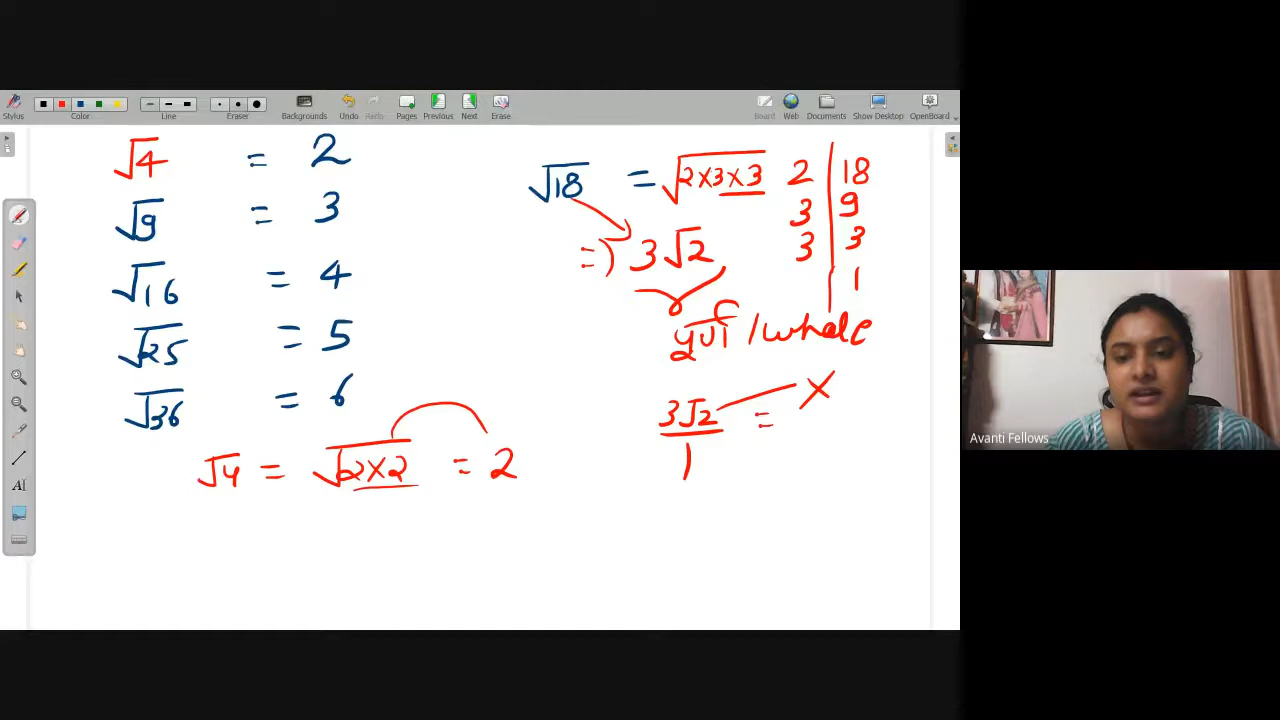 Stylus
Color
Line
Eraser
Backgrounds
Undo
Redo
Pages
Previous
Next
Erase
Board
Web
Documents
Show Desktop
OpenBoard
√4 = 2
√9 = 3
√16 = 4
√25 = 5
√36 = 6
√4 = √2×2 = 2
√18 = √2×3×3
2 | 18
3 | 9
3 | 3
1
=) 3√2
/whole
3√2/1 = X
Avanti Fellows